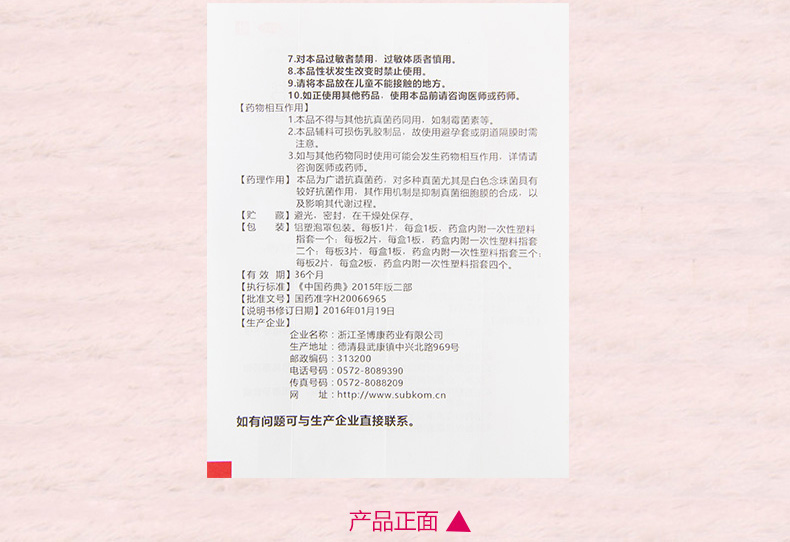 7.对本品过敏者禁用，过敏体质者慎用。
8.本品性状发生改变时禁止使用。
9.请将本品放在儿童不能接触的地方。
10.如正使用其他药品，使用本品前请咨询医师或药师。
【药物相互作用】
1.本品不得与其他抗真菌药同用，如制霉菌素等。
2.本品辅料可损伤乳胶制品，故使用避孕套或阴道隔膜时需
注意。
3.如与其他药物同时使用可能会发生药物相互作用，详情请
咨询医师或药师。
【药理作用】本品为广谱抗真菌药，对多种真菌尤其是白色念珠菌具有
较好抗菌作用，其作用机制是抑制真菌细胞膜的合成，以
及影响其代谢过程。
【贮 藏】避光，密封，在干燥处保存。
【包 装】铝塑泡罩包装。每板1片，每盒1板，药盒内附一次性塑料
指套一个；每板2片，每盒1板，药盒内附一次性塑料指套
二个；每板3片，每盒1板，药盒内附一次性塑料指套三个；
每板2片，每盒2板，药盒内附一次性塑料指套四个。
【有 效 期】36个月
【执行标准】《中国药典》2015年版二部
【批准文号】国药准字H20066965
【说明书修订日期】2016年01月19日
【生产企业】
企业名称：浙江圣博康药业有限公司
生产地址：德清县武康镇中兴北路969号
邮政编码：313200
电话号码：0572-8089390
传真号码：0572-8088209
网 址：http://www.subkom.cn
如有问题可与生产企业直接联系。
产品正面▲